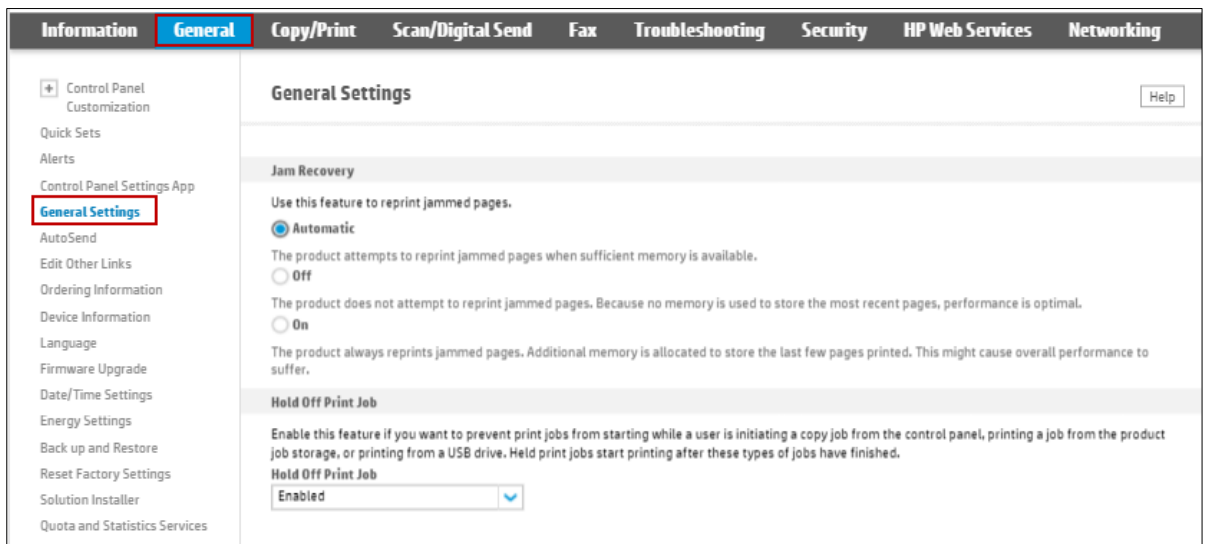 Information General Copy/Print Scan/Digital Send Fax Troubleshooting Security HP Web Services Networking
+ Control Panel
Customization
Quick Sets
Alerts
Control Panel Settings App
General Settings
AutoSend
Edit Other Links
Ordering Information
Device Information
Language
Firmware Upgrade
Date/Time Settings
Energy Settings
Back up and Restore
Reset Factory Settings
Solution Installer
Quota and Statistics Services
General Settings
Help
Jam Recovery
Use this feature to reprint jammed pages.
Automatic
The product attempts to reprint jammed pages when sufficient memory is available.
Off
The product does not attempt to reprint jammed pages. Because no memory is used to store the most recent pages, performance is optimal.
On
The product always reprints jammed pages. Additional memory is allocated to store the last few pages printed. This might cause overall performance to
suffer.
Hold Off Print Job
Enable this feature if you want to prevent print jobs from starting while a user is initiating a copy job from the control panel, printing a job from the product
job storage, or printing from a USB drive. Held print jobs start printing after these types of jobs have finished.
Hold Off Print Job
Enabled